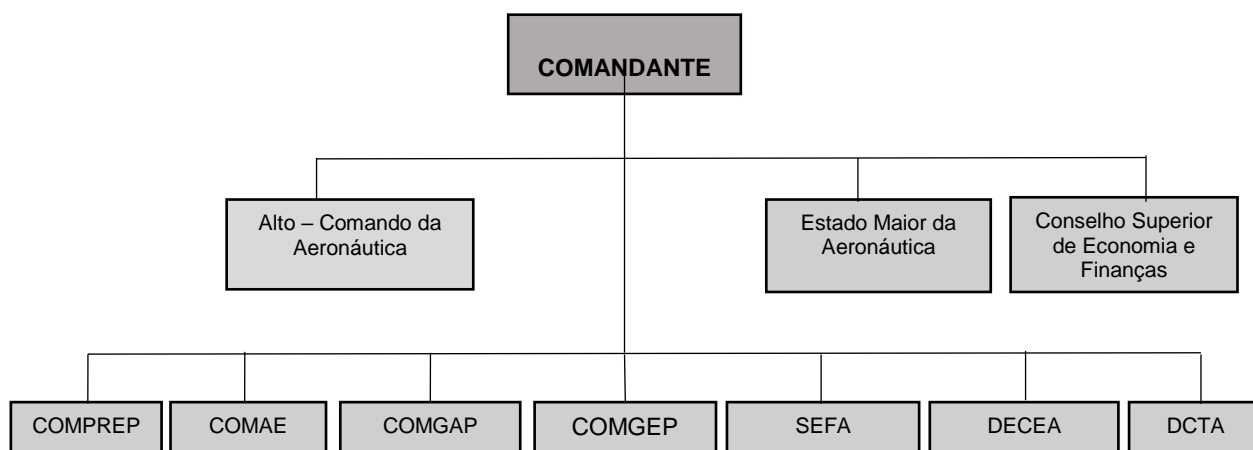 COMANDANTE
Alto – Comando da
Aeronáutica
Estado Maior da
Aeronáutica
Conselho Superior
de Economia e
Finanças
COMPREP
COMAE
COMGAP
COMGEP
SEFA
DECEA
DCTA